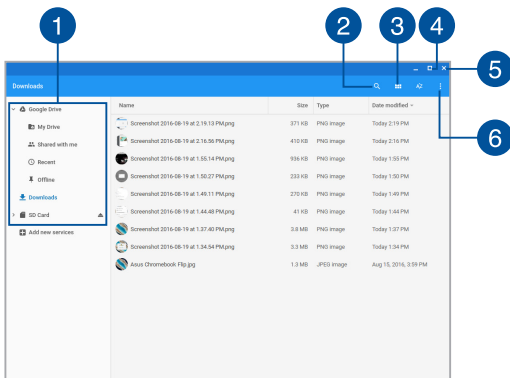 1
2
3
4
5
6
Downloads
Google Drive
My Drive
Shared with me
Recent
Offline
Downloads
SD Card
Add new services
Name Size Type Date modified
Screenshot 2016-08-19 at 2.19.13 PM.png 371 KB PNG image Today 2:19 PM
Screenshot 2016-08-19 at 2.16.56 PM.png 410 KB PNG image Today 2:16 PM
Screenshot 2016-08-19 at 1.55.14 PM.png 936 KB PNG image Today 1:55 PM
Screenshot 2016-08-19 at 1.50.27 PM.png 233 KB PNG image Today 1:50 PM
Screenshot 2016-08-19 at 1.49.11 PM.png 270 KB PNG image Today 1:49 PM
Screenshot 2016-08-19 at 1.44.48 PM.png 41 KB PNG image Today 1:44 PM
Screenshot 2016-08-19 at 1.37.40 PM.png 3.8 MB PNG image Today 1:37 PM
Screenshot 2016-08-19 at 1.34.54 PM.png 3.3 MB PNG image Today 1:34 PM
Asus Chromebook Flip.jpg 1.3 MB JPEG image Aug 15, 2016, 3:59 PM